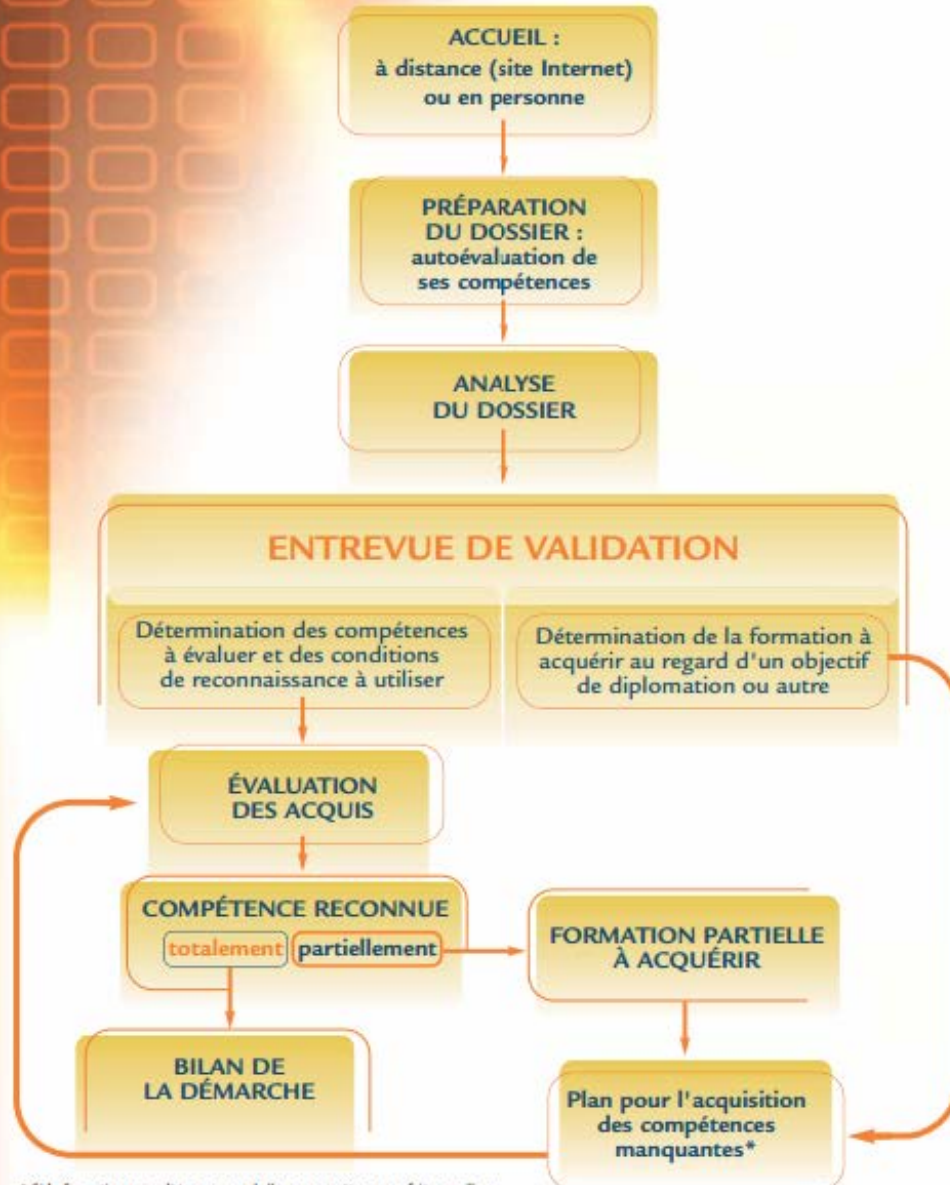 ACCUEIL :
à distance (site Internet)
ou en personne
PRÉPARATION
DU DOSSIER :
autoévaluation de
ses compétences
ANALYSE
DU DOSSIER
ENTREVUE DE VALIDATION
Détermination des compétences
à évaluer et des conditions
de reconnaissance à utiliser
Détermination de la formation à
acquérir au regard d'un objectif
de diplomation ou autre
ÉVALUATION
DES ACQUIS
COMPÉTENCE RECONNUE
totalement partiellement
FORMATION PARTIELLE
À ACQUÉRIR
BILAN DE
LA DÉMARCHE
Plan pour l'acquisition
des compétences
manquantes*